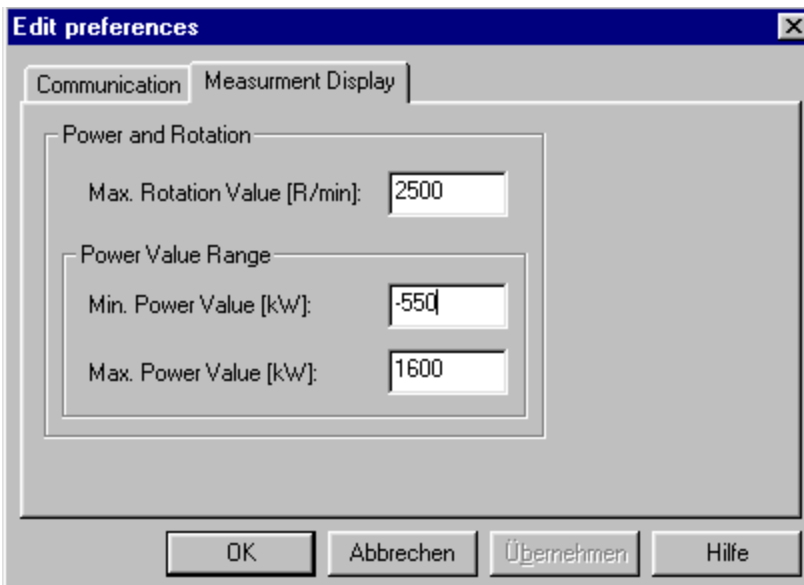 Edit preferences
Communication Measurment Display
Power and Rotation
Max. Rotation Value [R/min]: 2500
Power Value Range
Min. Power Value [kW]: -550
Max. Power Value [kW]: 1600
OK Abbrechen Übernehmen Hilfe